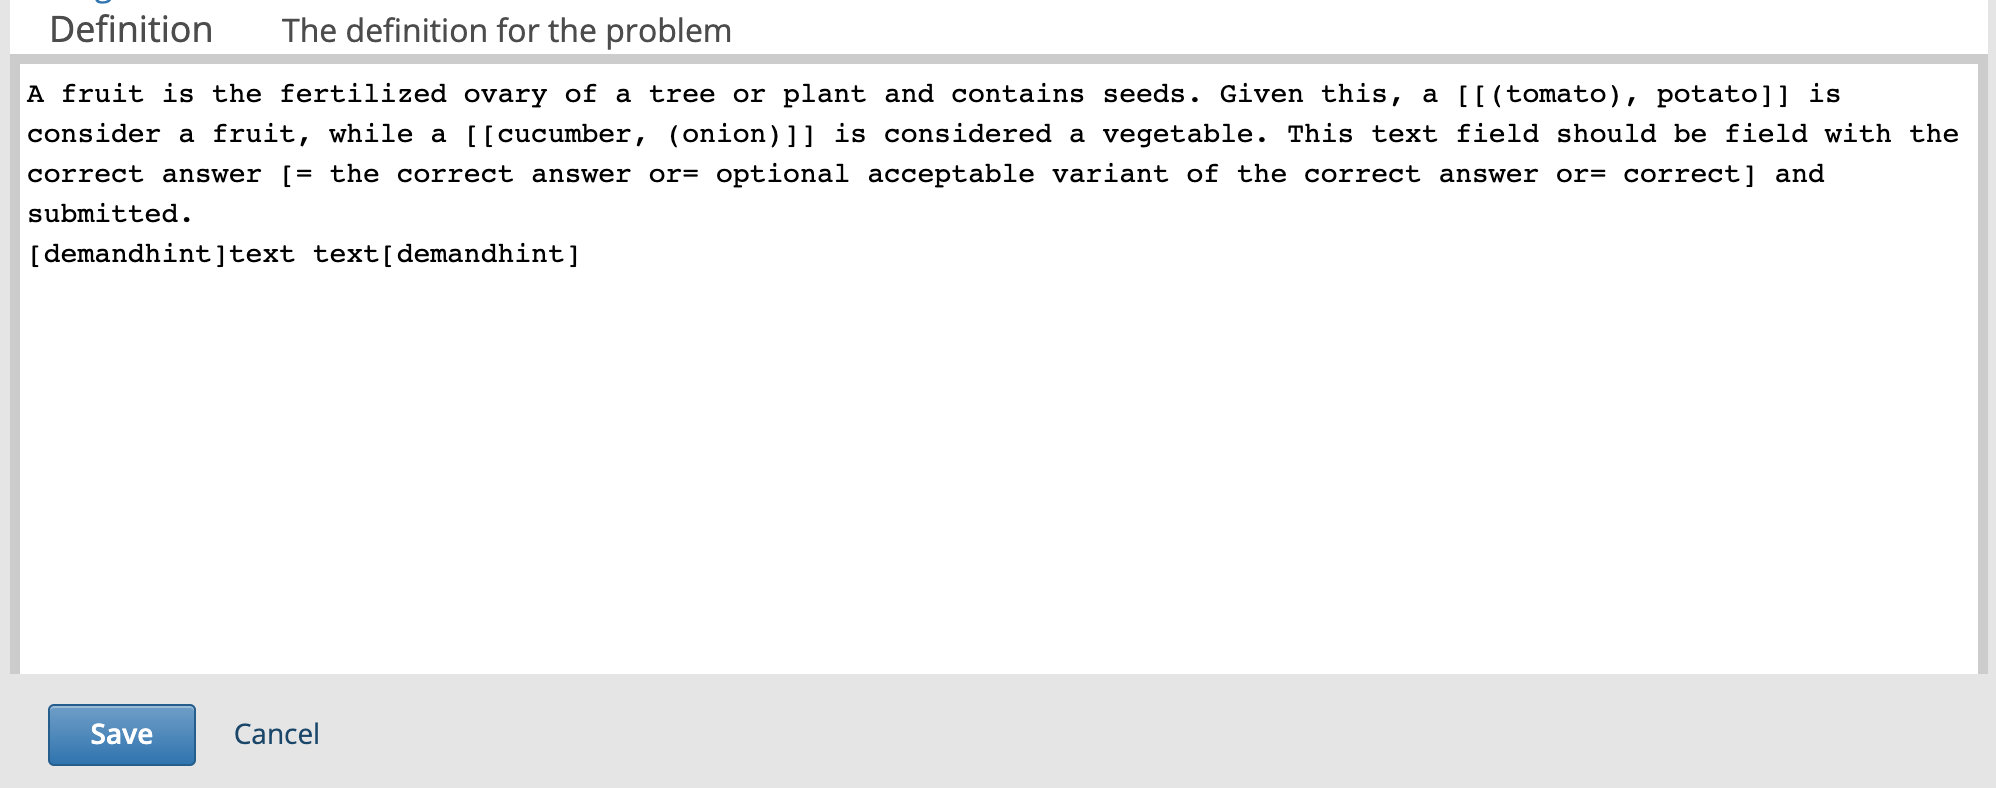 Definition The definition for the problem
A fruit is the fertilized ovary of a tree or plant and contains seeds. Given this, a [[(tomato), potato]] is
consider a fruit, while a [[cucumber, (onion)]] is considered a vegetable. This text field should be field with the
correct answer [= the correct answer or= optional acceptable variant of the correct answer or= correct] and
submitted.
[demandhint]text text[demandhint]
Save Cancel